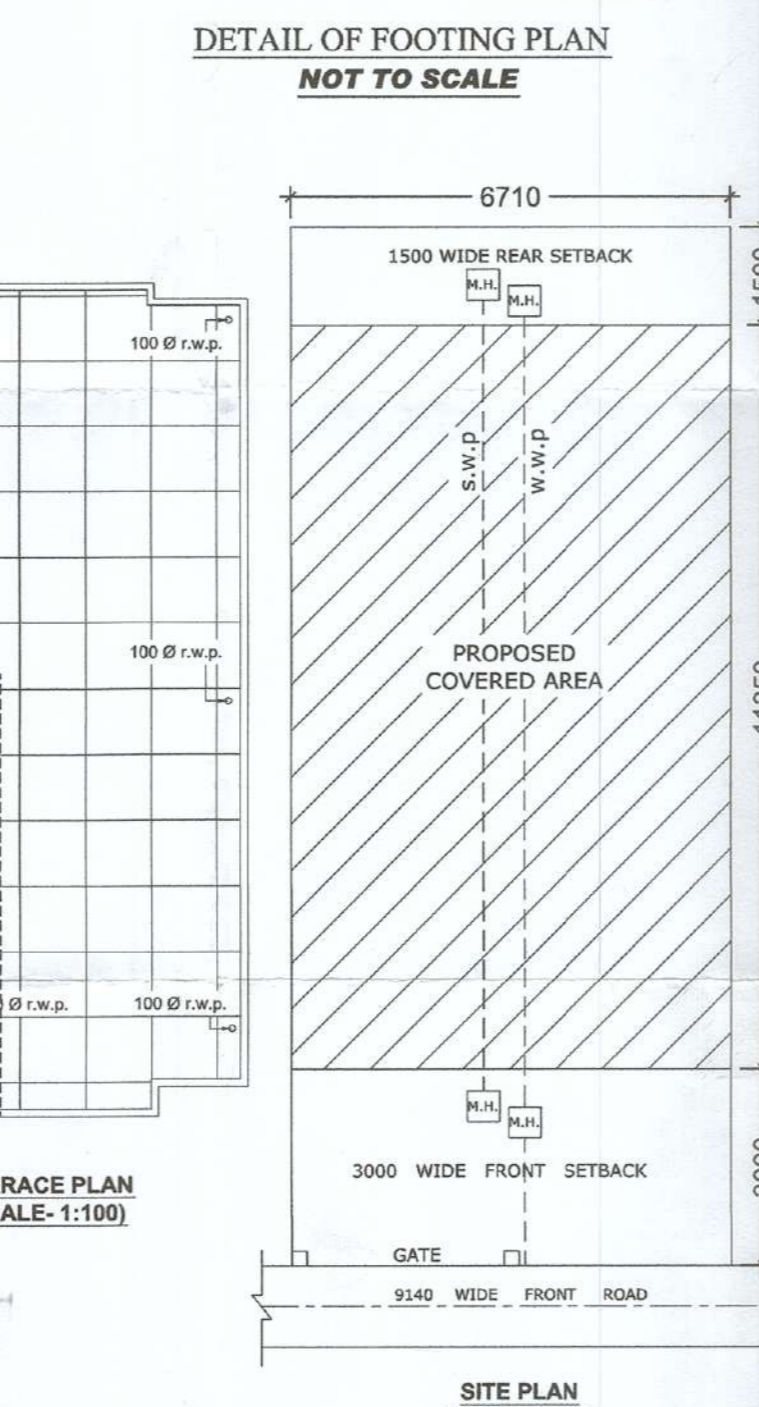 DETAIL OF FOOTING PLAN
NOT TO SCALE
6710
1500 WIDE REAR SETBACK
M.H.
M.H.
100 Ø r.w.p.
s.w.p
w.w.p
100 Ø r.w.p.
PROPOSED
COVERED AREA
Ø r.w.p.
100 Ø r.w.p.
M.H.
M.H.
3000 WIDE FRONT SETBACK
RACE PLAN
ALE- 1:100)
GATE
9140 WIDE FRONT ROAD
SITE PLAN